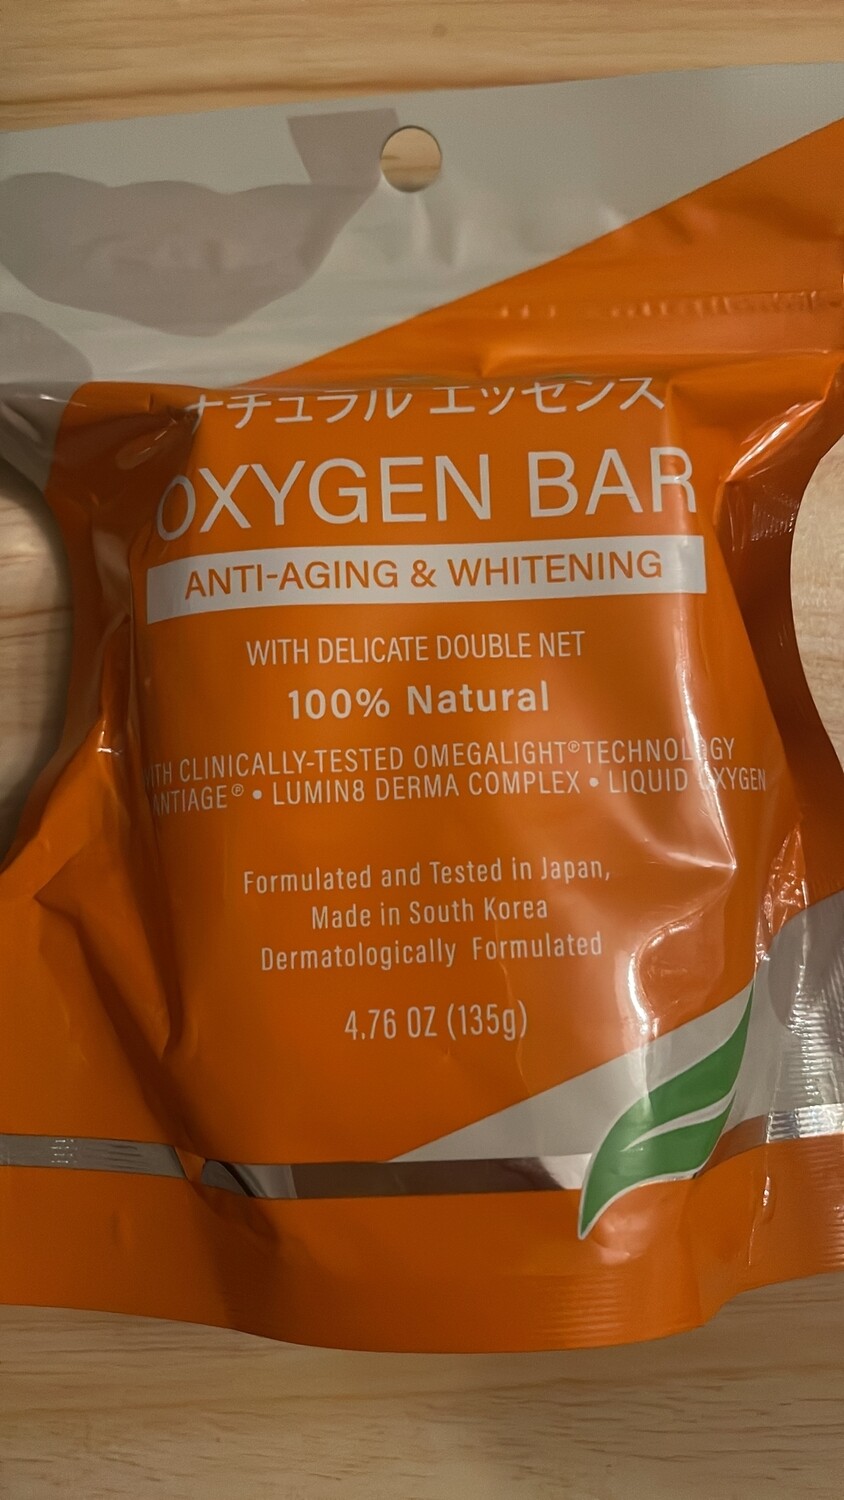 ナチュラル エッセンス
OXYGEN BAR
ANTI-AGING & WHITENING
WITH DELICATE DOUBLE NET
100% Natural
WITH CLINICALLY-TESTED OMEGALIGHT® TECHNOLOGY
ANTIAGE® • LUMIN8 DERMA COMPLEX • LIQUID OXYGEN
Formulated and Tested in Japan,
Made in South Korea
Dermatologically Formulated
4.76 OZ (135g)